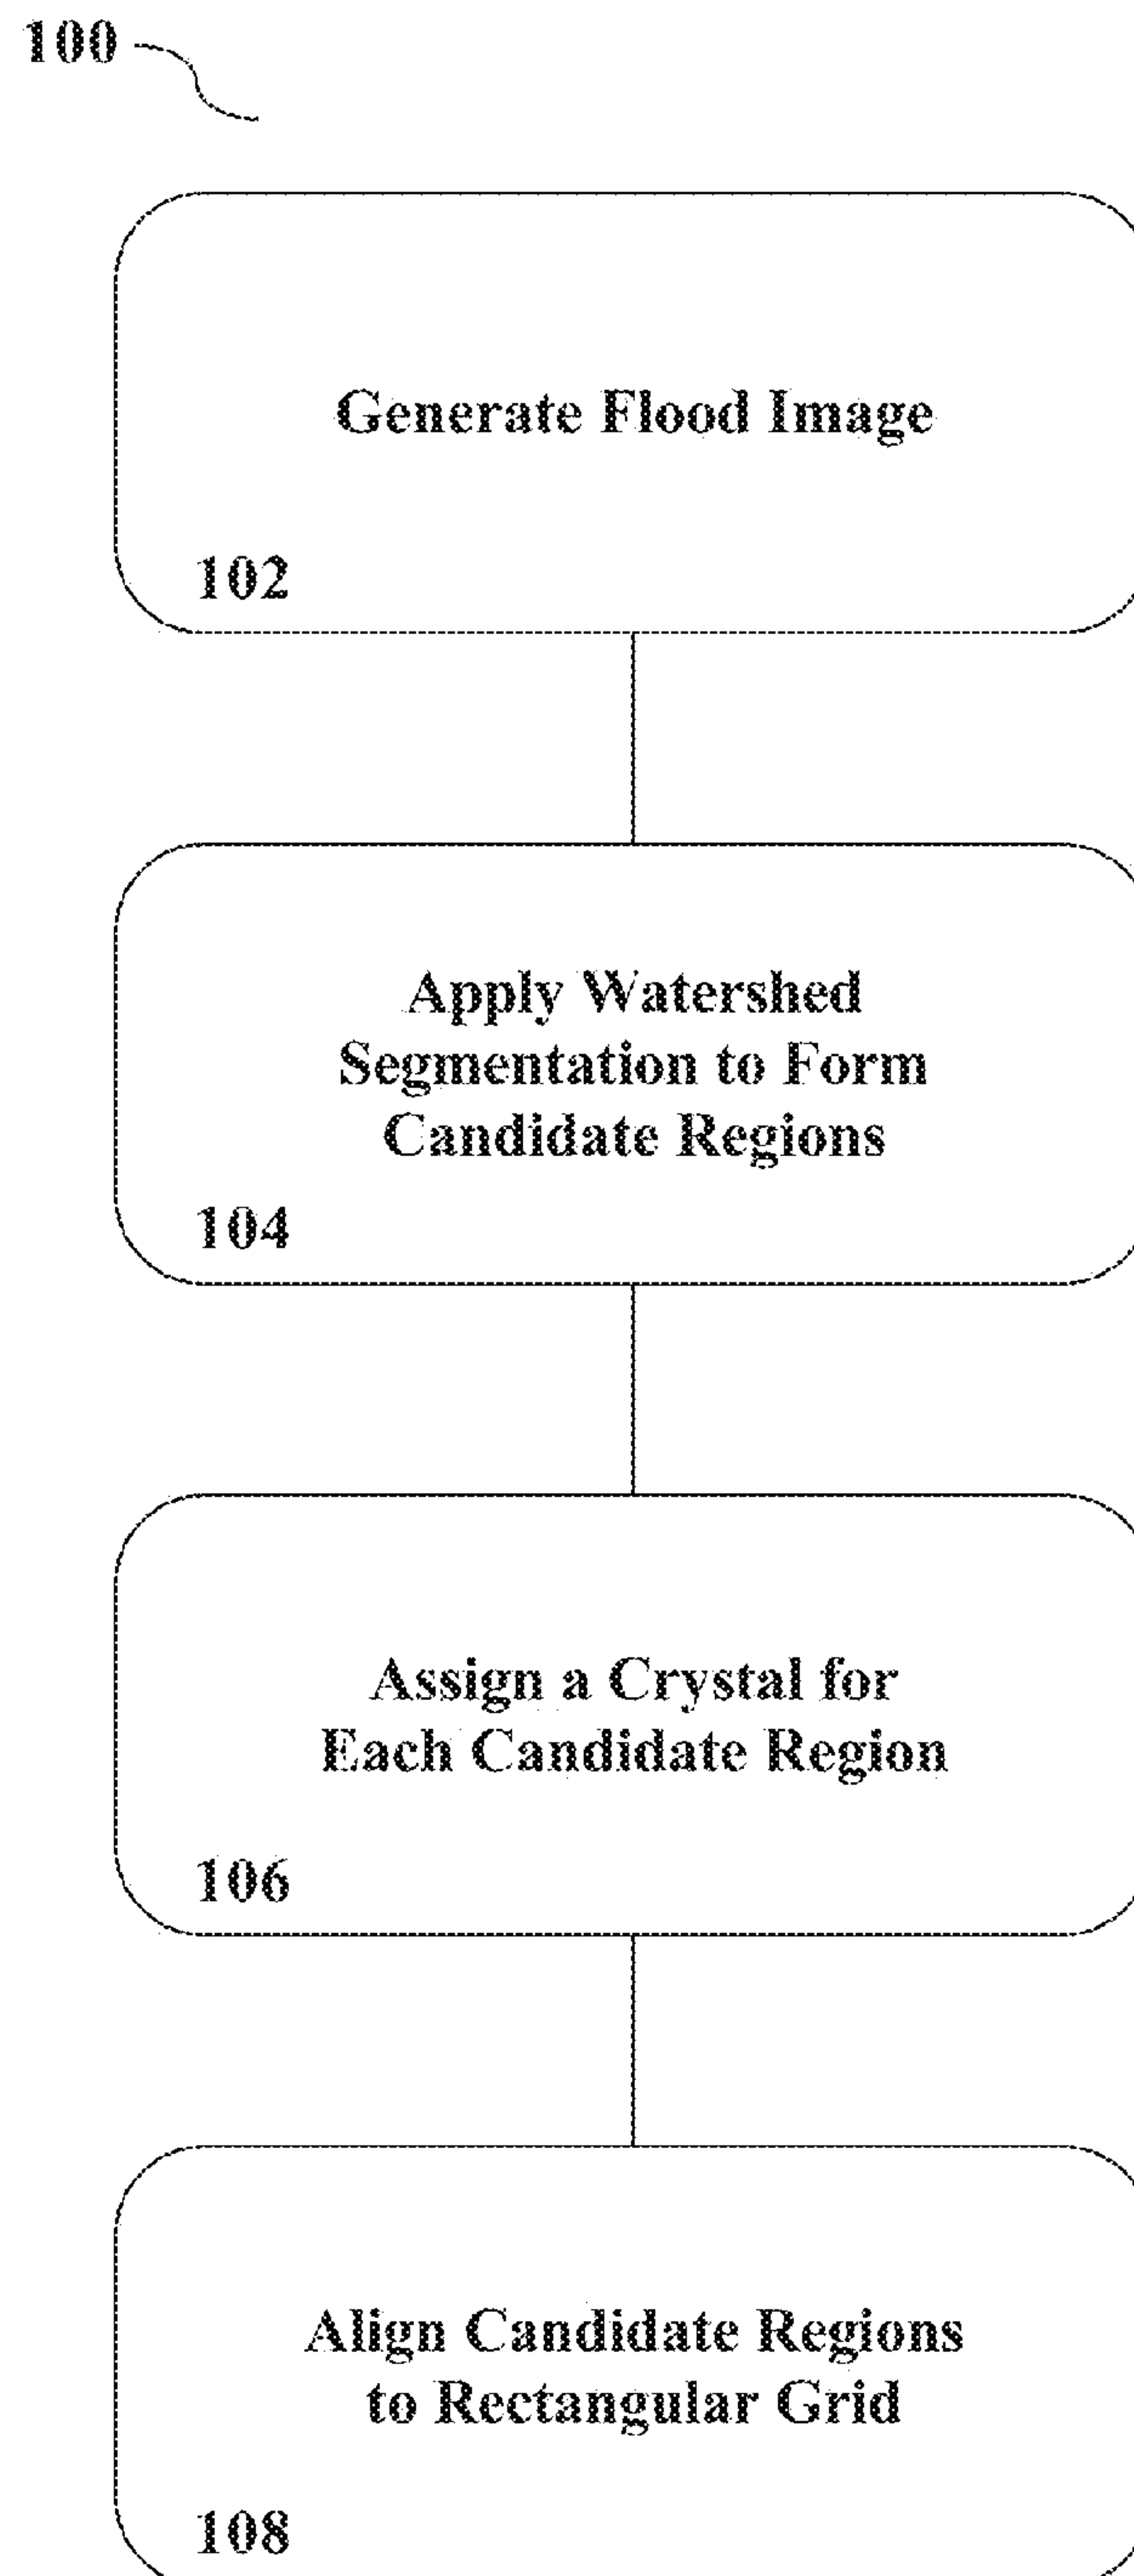 100
Generate Flood Image
102
Apply Watershed
Segmentation to Form
Candidate Regions
104
Assign a Crystal for
Each Candidate Region
106
Align Candidate Regions
to Rectangular Grid
108